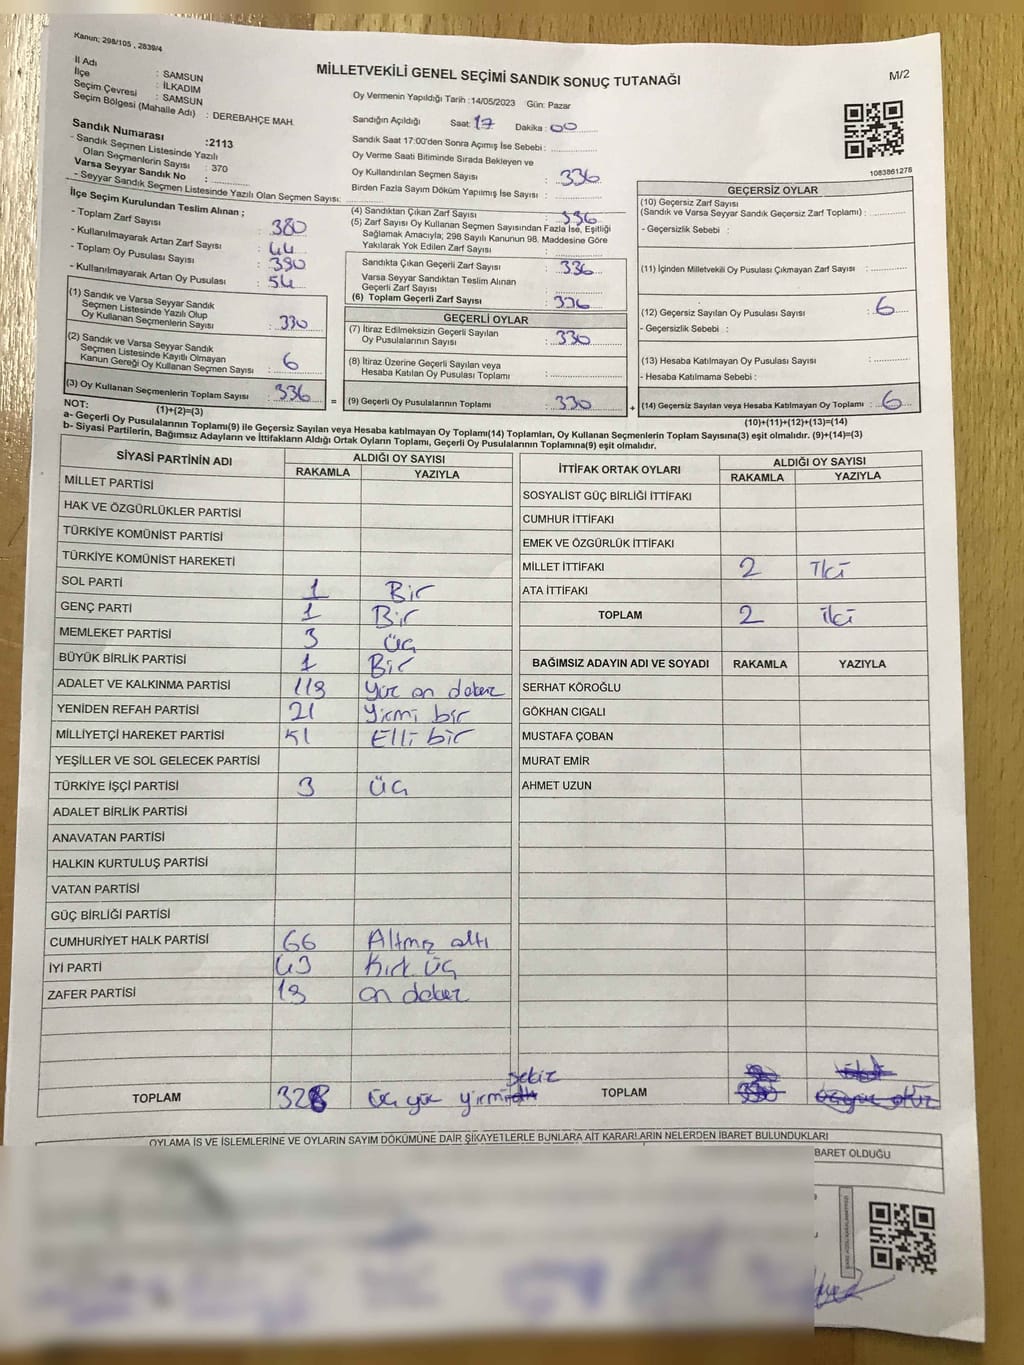 Kanun; 298/105 , 2839/4
MİLLETVEKİLİ GENEL SEÇİMİ SANDIK SONUÇ TUTANAĞI
M/2
İl Adı : SAMSUN
İlçe : İLKADIM
Seçim Çevresi : SAMSUN
Seçim Bölgesi (Mahalle Adı) : DEREBAHÇE MAH.
Sandık Numarası :2113
- Sandık Seçmen Listesinde Yazılı
Olan Seçmenlerin Sayısı : 370
Varsa Seyyar Sandık No :
- Seyyar Sandık Seçmen Listesinde Yazılı Olan Seçmen Sayısı:
Oy Vermenin Yapıldığı Tarih :14/05/2023 Gün: Pazar
Sandığın Açıldığı Saat: 17 Dakika : 00
Sandık Saat 17:00'den Sonra Açımış İse Sebebi :
Oy Verme Saati Bitiminde Sırada Bekleyen ve
Oy Kullandırılan Seçmen Sayısı : 336
Birden Fazla Sayım Döküm Yapılmış İse Sayısı :
1083861278
İlçe Seçim Kurulundan Teslim Alınan ;
- Toplam Zarf Sayısı : 380
- Kullanılmayarak Artan Zarf Sayısı : 44
- Toplam Oy Pusulası Sayısı : 390
- Kullanılmayarak Artan Oy Pusulası : 54
(1) Sandık ve Varsa Seyyar Sandık
Seçmen Listesinde Yazılı Olup
Oy Kullanan Seçmenlerin Sayısı : 330
(2) Sandık ve Varsa Seyyar Sandık
Seçmen Listesinde Kayıtlı Olmayan
Kanun Gereği Oy Kullanan Seçmen Sayısı : 6
(3) Oy Kullanan Seçmenlerin Toplam Sayısı : 336
(4) Sandıktan Çıkan Zarf Sayısı : 336
(5) Zarf Sayısı Oy Kullanan Seçmen Sayısından Fazla İse, Eşitliği
Sağlamak Amacıyla; 298 Sayılı Kanunun 98. Maddesine Göre
Yakılarak Yok Edilen Zarf Sayısı :
Sandıkta Çıkan Geçerli Zarf Sayısı : 336
Varsa Seyyar Sandıktan Teslim Alınan
Geçerli Zarf Sayısı :
(6) Toplam Geçerli Zarf Sayısı : 336
GEÇERLİ OYLAR
(7) İtiraz Edilmeksizin Geçerli Sayılan
Oy Pusulalarının Sayısı : 330
(8) İtiraz Üzerine Geçerli Sayılan veya
Hesaba Katılan Oy Pusulası Toplamı :
= (9) Geçerli Oy Pusulalarının Toplamı : 330
GEÇERSİZ OYLAR
(10) Geçersiz Zarf Sayısı
(Sandık ve Varsa Seyyar Sandık Geçersiz Zarf Toplamı) :
- Geçersizlik Sebebi :
(11) İçinden Milletvekili Oy Pusulası Çıkmayan Zarf Sayısı :
(12) Geçersiz Sayılan Oy Pusulası Sayısı : 6
- Geçersizlik Sebebi :
(13) Hesaba Katılmayan Oy Pusulası Sayısı :
- Hesaba Katılmama Sebebi :
+ (14) Geçersiz Sayılan veya Hesaba Katılmayan Oy Toplamı : 6
NOT: (1)+(2)=(3)
(10)+(11)+(12)+(13)=(14)
a- Geçerli Oy Pusulalarının Toplamı(9) ile Geçersiz Sayılan veya Hesaba katılmayan Oy Toplamı(14) Toplamları, Oy Kullanan Seçmenlerin Toplam Sayısına(3) eşit olmalıdır. (9)+(14)=(3)
b- Siyasi Partilerin, Bağımsız Adayların ve İttifakların Aldığı Ortak Oyların Toplamı, Geçerli Oy Pusulalarının Toplamına(9) eşit olmalıdır.
SİYASİ PARTİNİN ADI ALDIĞI OY SAYISI
RAKAMLA YAZIYLA
MİLLET PARTİSİ
HAK VE ÖZGÜRLÜKLER PARTİSİ
TÜRKİYE KOMÜNİST PARTİSİ
TÜRKİYE KOMÜNİST HAREKETİ
SOL PARTİ 1 Bir
GENÇ PARTİ 1 Bir
MEMLEKET PARTİSİ 3 Üç
BÜYÜK BİRLİK PARTİSİ 1 Bir
ADALET VE KALKINMA PARTİSİ 118 Yüz on dokuz
YENİDEN REFAH PARTİSİ 21 Yirmi bir
MİLLİYETÇİ HAREKET PARTİSİ 51 Elli bir
YEŞİLLER VE SOL GELECEK PARTİSİ
TÜRKİYE İŞÇİ PARTİSİ 3 Üç
ADALET BİRLİK PARTİSİ
ANAVATAN PARTİSİ
HALKIN KURTULUŞ PARTİSİ
VATAN PARTİSİ
GÜÇ BİRLİĞİ PARTİSİ
CUMHURİYET HALK PARTİSİ 66 Altmış altı
İYİ PARTİ 43 Kırk üç
ZAFER PARTİSİ on
TOPLAM 328 üç yüz yirmi sekiz
İTTİFAK ORTAK OYLARI ALDIĞI OY SAYISI
RAKAMLA YAZIYLA
SOSYALİST GÜÇ BİRLİĞİ İTTİFAKI
CUMHUR İTTİFAKI
EMEK VE ÖZGÜRLÜK İTTİFAKI
MİLLET İTTİFAKI 2 İki
ATA İTTİFAKI
TOPLAM 2 iki
BAĞIMSIZ ADAYIN ADI VE SOYADI RAKAMLA YAZIYLA
SERHAT KÖROĞLU
GÖKHAN CIGALI
MUSTAFA ÇOBAN
MURAT EMİR
AHMET UZUN
TOPLAM
OYLAMA İŞ VE İŞLEMLERİNE VE OYLARIN SAYIM DÖKÜMÜNE DAİR ŞİKAYETLERLE BUNLARA AİT KARARLARIN NELERDEN İBARET BULUNDUKLARI
BARET OLDUĞU